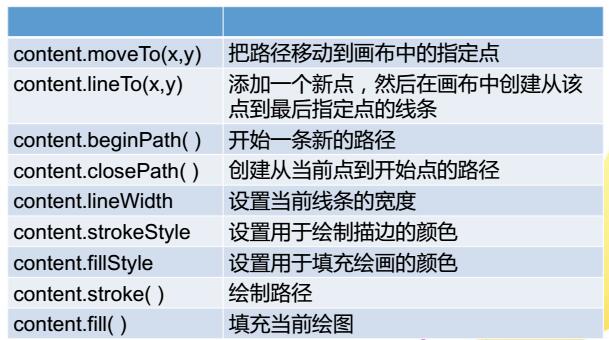 content.moveTo(x,y) 把路径移动到画布中的指定点
content.lineTo(x,y) 添加一个新点，然后在画布中创建从该
点到最后指定点的线条
content.beginPath( ) 开始一条新的路径
content.closePath( ) 创建从当前点到开始点的路径
content.lineWidth 设置当前线条的宽度
content.strokeStyle 设置用于绘制描边的颜色
content.fillStyle 设置用于填充绘画的颜色
content.stroke( ) 绘制路径
content.fill( ) 填充当前绘图